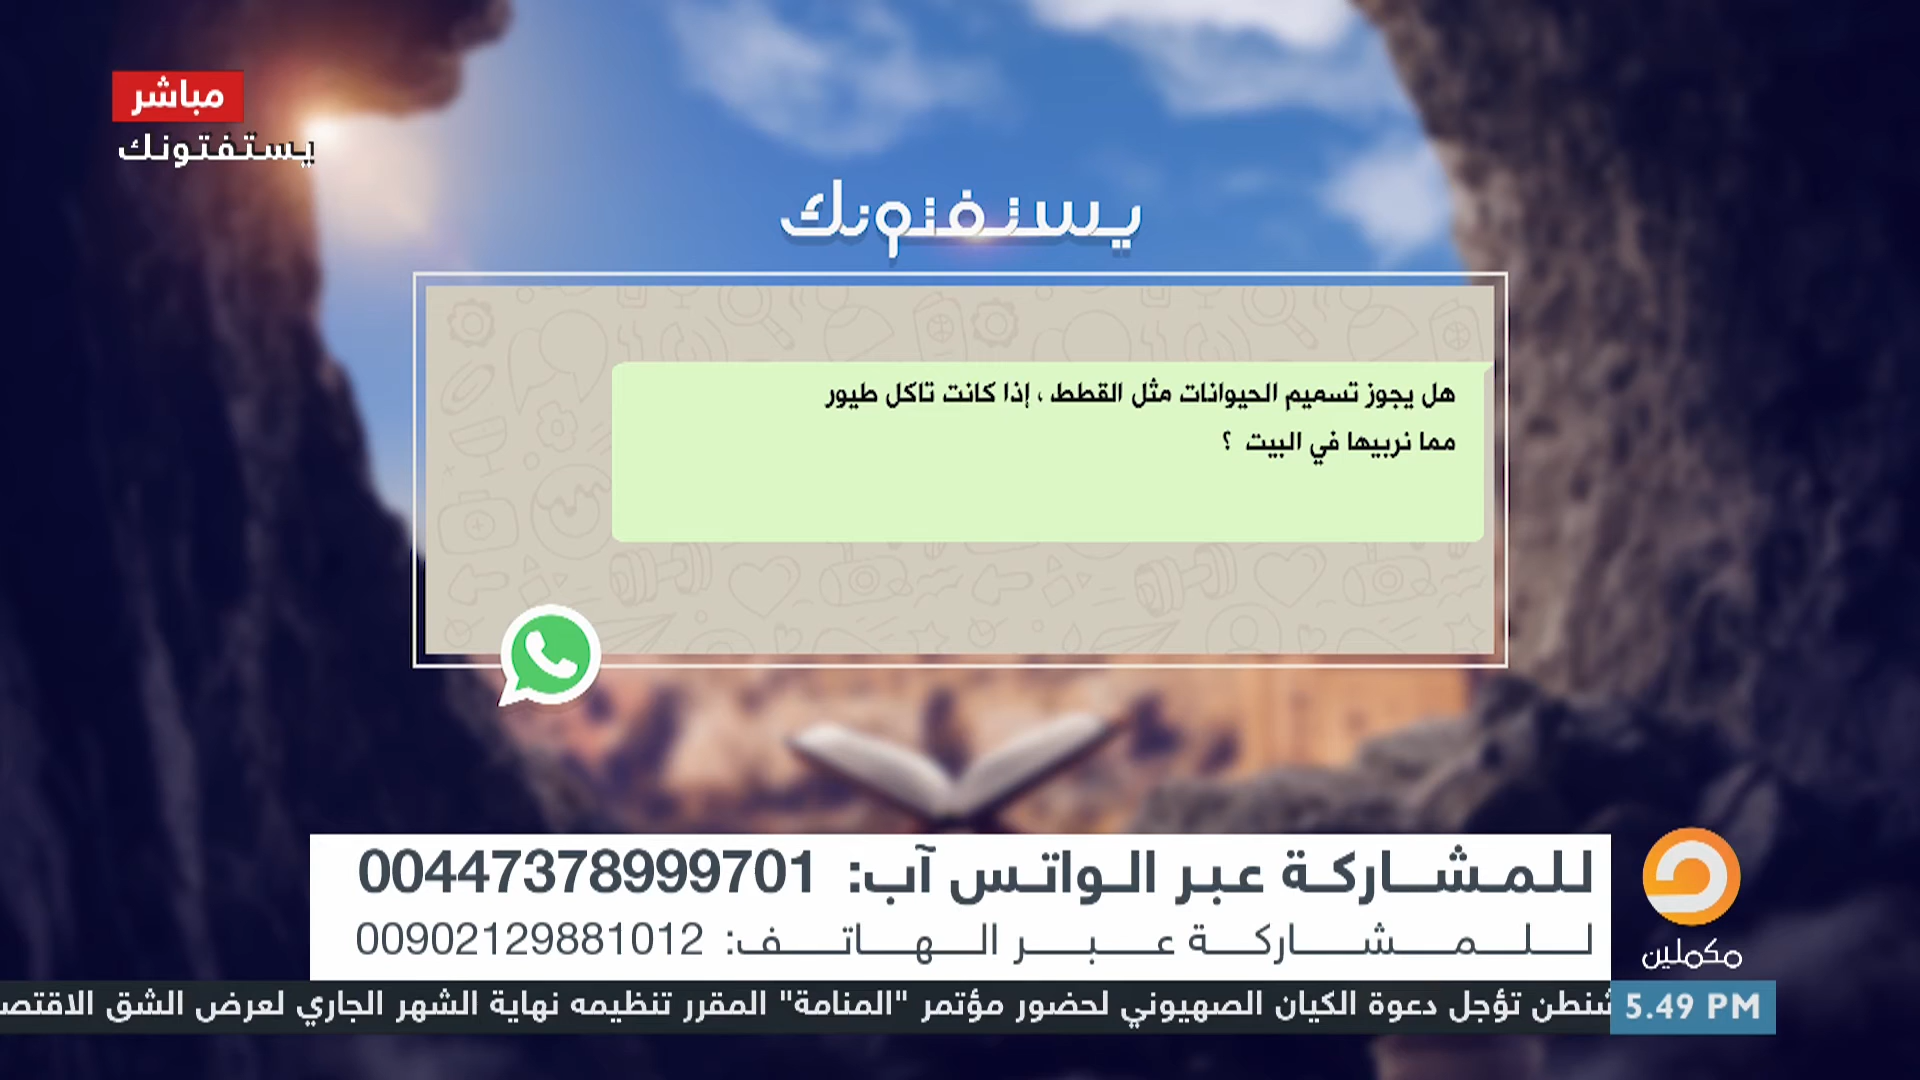 مباشر
يستفتونك
يستفتونك
هل يجوز تسميم الحيوانات مثل القطط ، إذا كانت تاكل طيور
مما نربيها في البيت ؟
للمشاركة عبر الواتس آب: 00447378999701
للمشاركة عبر الهاتف: 00902129881012
مكملين
تؤجل دعوة الكيان الصهيوني لحضور مؤتمر "المنامة" المقرر تنظيمه نهاية الشهر الجاري لعرض الشق
5.49 PM